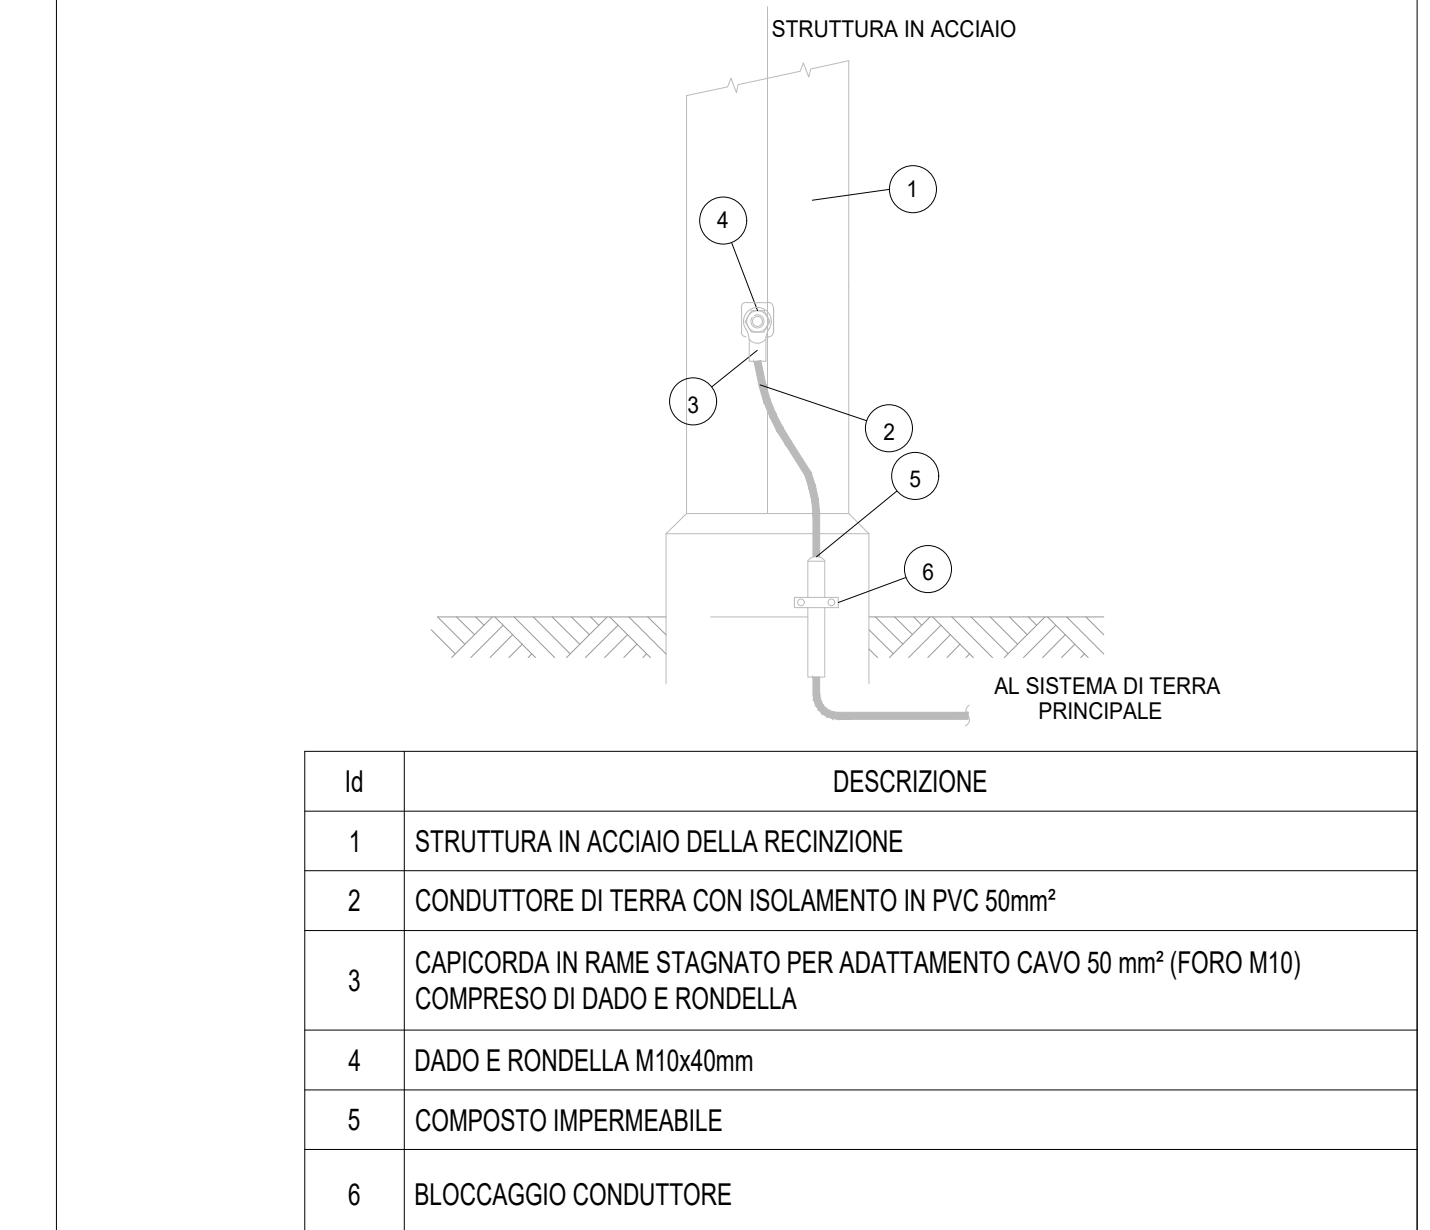 STRUTTURA IN ACCIAIO
1
4
3
2
5
6
AL SISTEMA DI TERRA
PRINCIPALE
Id DESCRIZIONE
1 STRUTTURA IN ACCIAIO DELLA RECINZIONE
2 CONDUTTORE DI TERRA CON ISOLAMENTO IN PVC 50mm²
3 CAPICORDA IN RAME STAGNATO PER ADATTAMENTO CAVO 50 mm² (FORO M10)
COMPRESO DI DADO E RONDELLA
4 DADO E RONDELLA M10x40mm
5 COMPOSTO IMPERMEABILE
6 BLOCCAGGIO CONDUTTORE